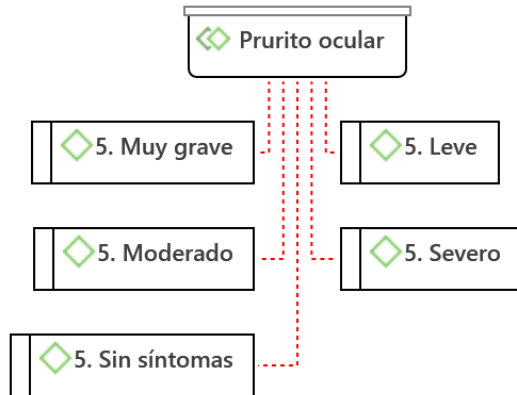 Prurito ocular
5. Muy grave
5. Leve
5. Moderado
5. Severo
5. Sin síntomas